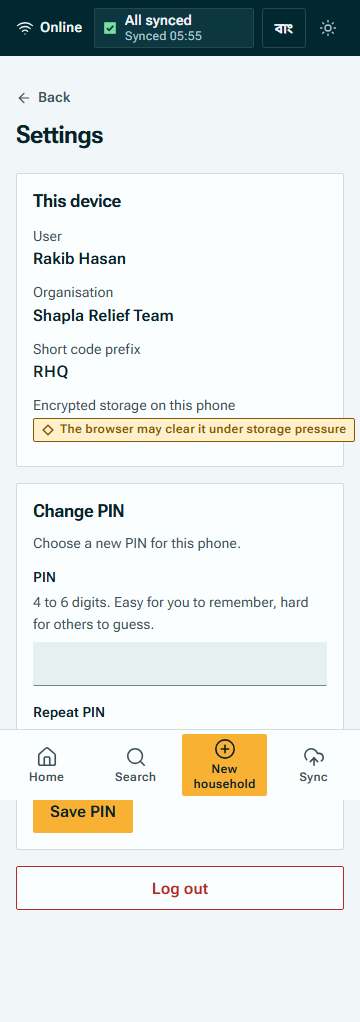 Online
All synced
Synced 05:55
বাং
Back
Settings
This device
User
Rakib Hasan
Organisation
Shapla Relief Team
Short code prefix
RHQ
Encrypted storage on this phone
The browser may clear it under storage pressure
Change PIN
Choose a new PIN for this phone.
PIN
4 to 6 digits. Easy for you to remember, hard
for others to guess.
Repeat PIN
Home
Search
New
household
Sync
Save PIN
Log out